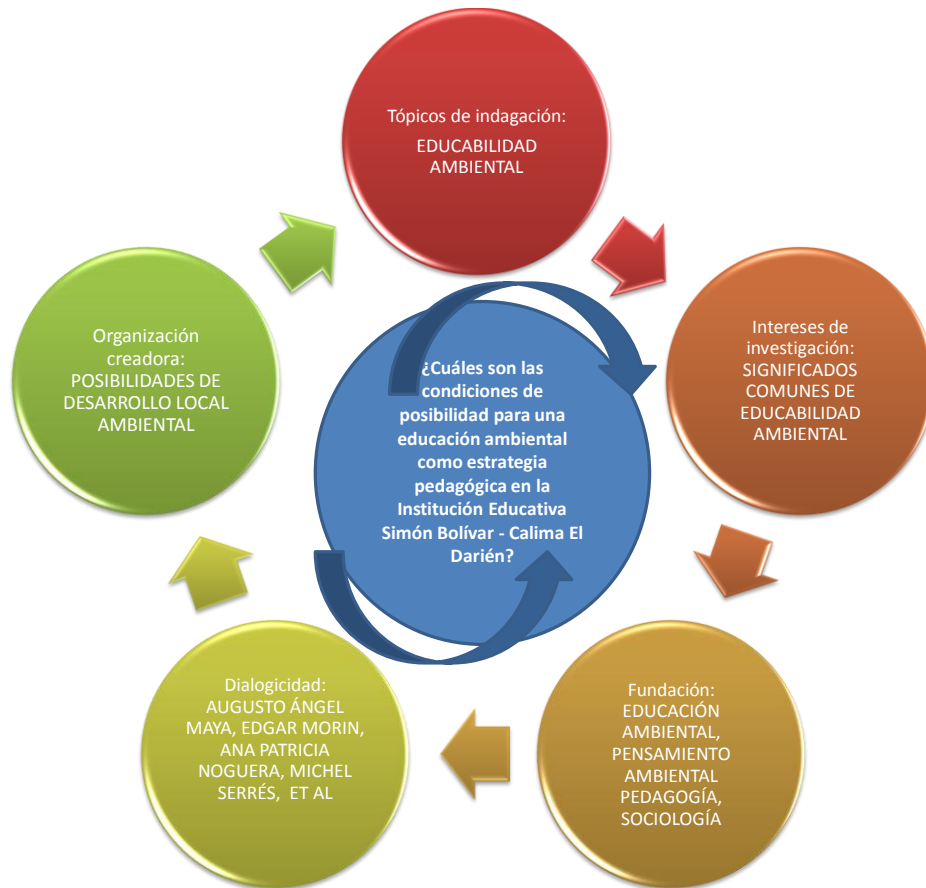 Tópicos de indagación:
EDUCABILIDAD
AMBIENTAL
Intereses de
investigación:
SIGNIFICADOS
COMUNES DE
EDUCABILIDAD
AMBIENTAL
Fundación:
EDUCACIÓN
AMBIENTAL,
PENSAMIENTO
AMBIENTAL
PEDAGOGÍA,
SOCIOLOGÍA
Dialogicidad:
AUGUSTO ÁNGEL
MAYA, EDGAR MORIN,
ANA PATRICIA
NOGUERA, MICHEL
SERRÉS, ET AL
Organización
creadora:
POSIBILIDADES DE
DESARROLLO LOCAL
AMBIENTAL
¿Cuáles son las
condiciones de
posibilidad para una
educación ambiental
como estrategia
pedagógica en la
Institución Educativa
Simón Bolívar - Calima El
Darién?